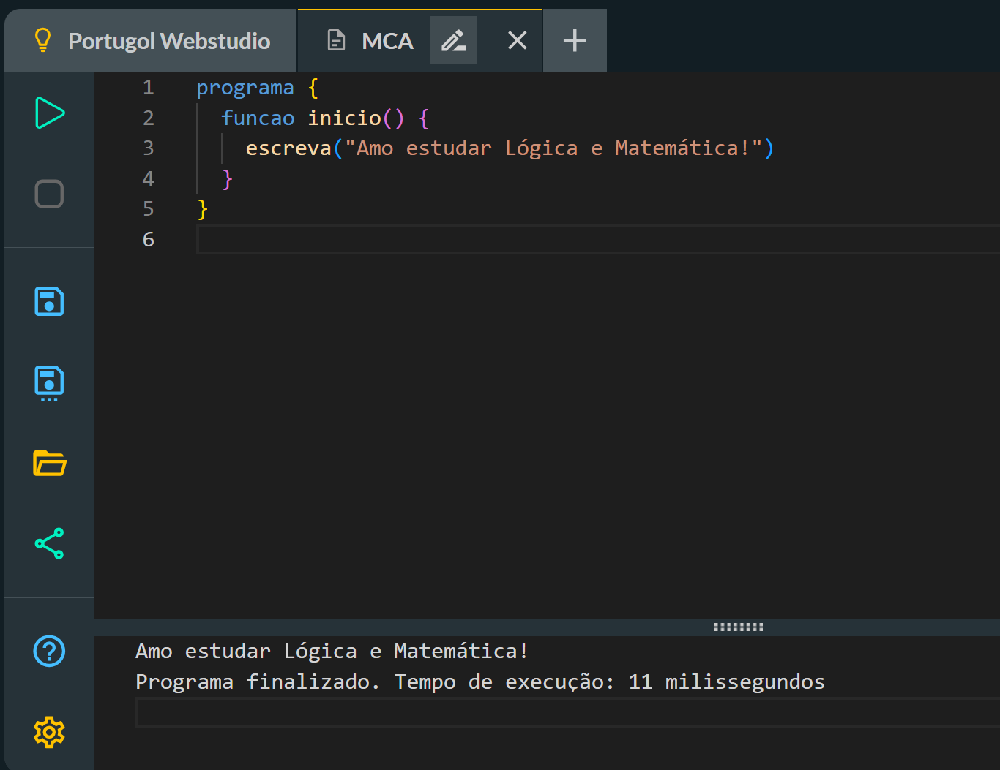 Portugol Webstudio MCA
1 programa {
2   funcao inicio() {
3     escreva("Amo estudar Lógica e Matemática!")
4   }
5 }
6
Amo estudar Lógica e Matemática!
Programa finalizado. Tempo de execução: 11 milissegundos